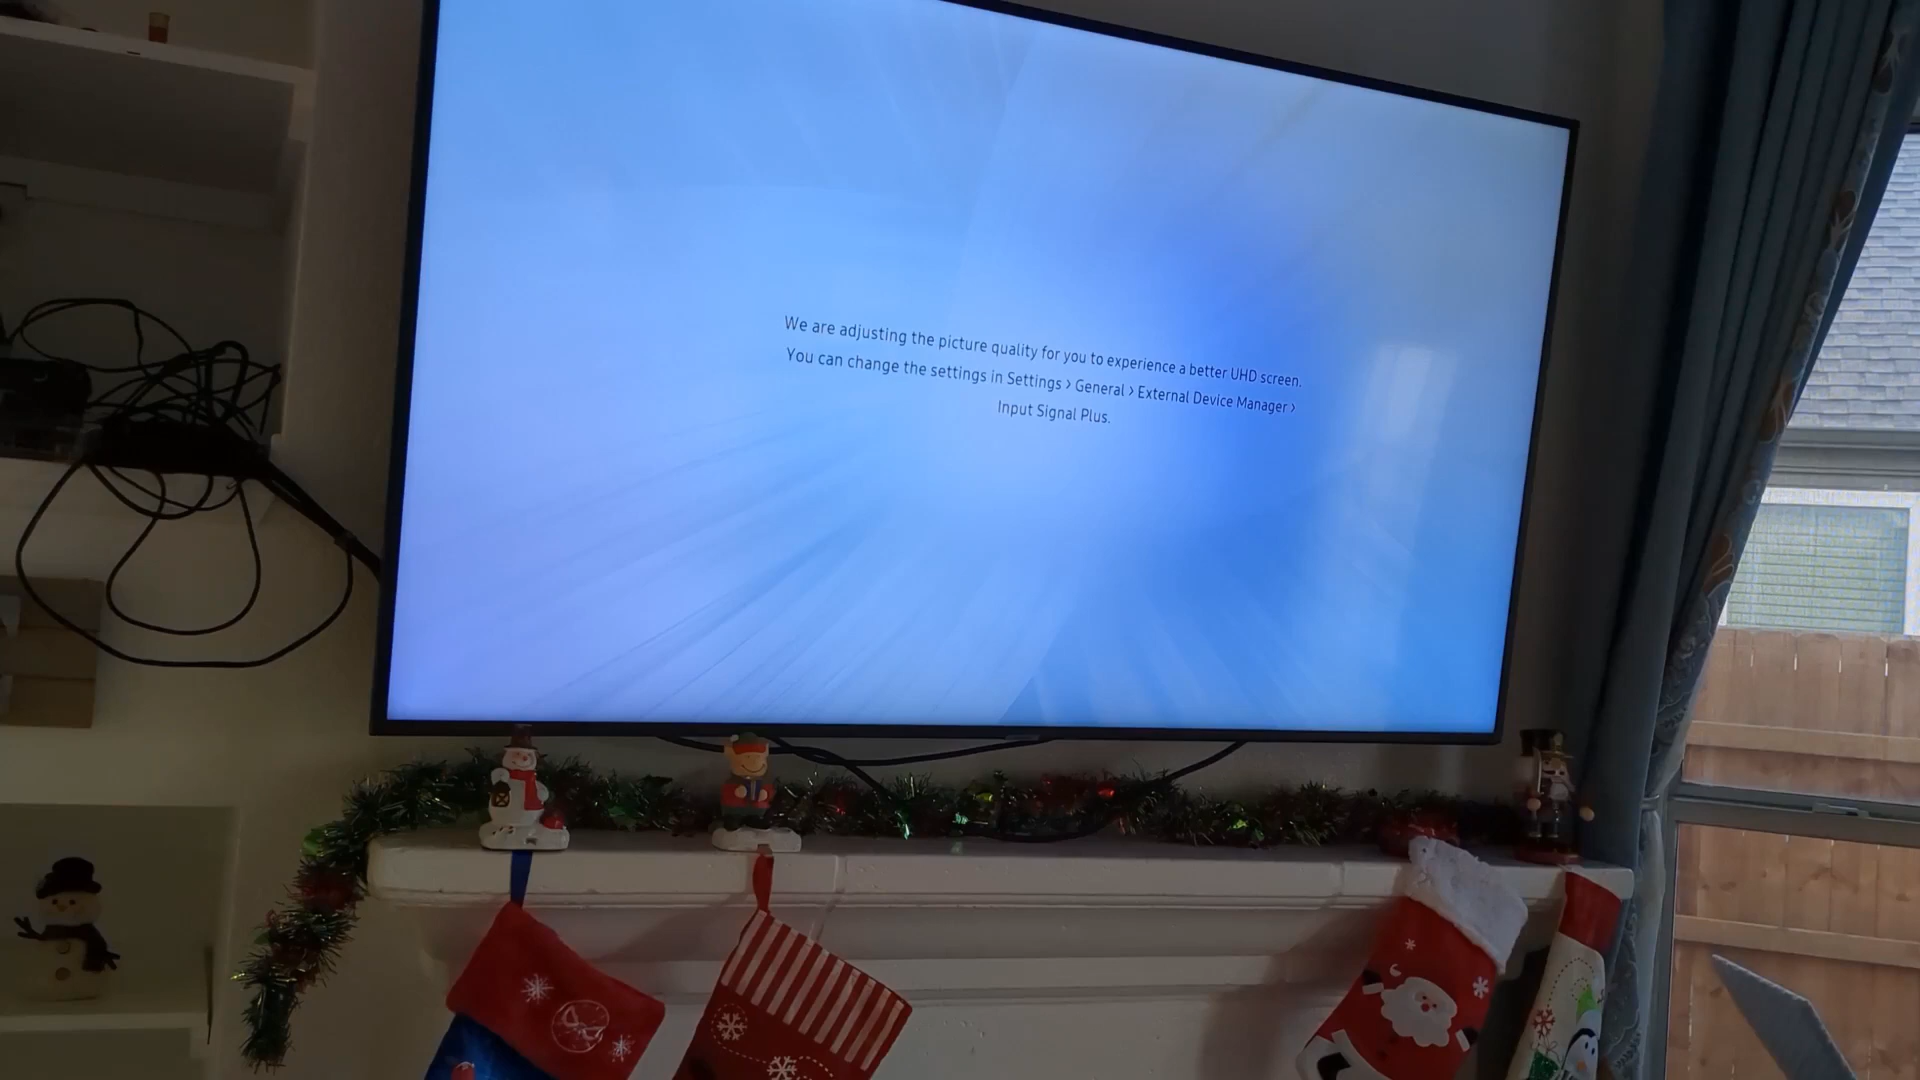 We are adjusting the picture quality for you to experience a better UHD screen.
You can change the settings in Settings > General > External Device Manager >
Input Signal Plus.